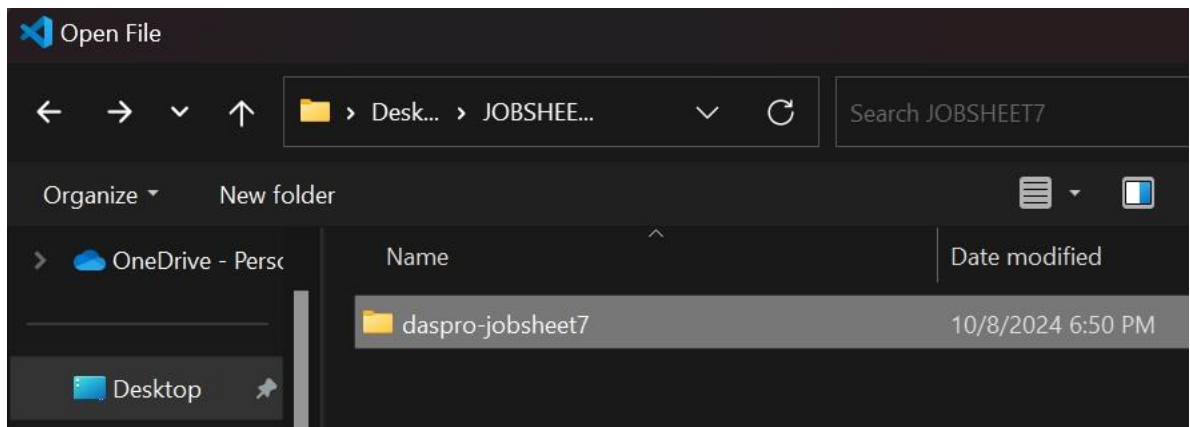 Open File
Desk... JOBSHEE... Search JOBSHEET7
Organize New folder
OneDrive - Persc Name Date modified
daspro-jobsheet7 10/8/2024 6:50 PM
Desktop